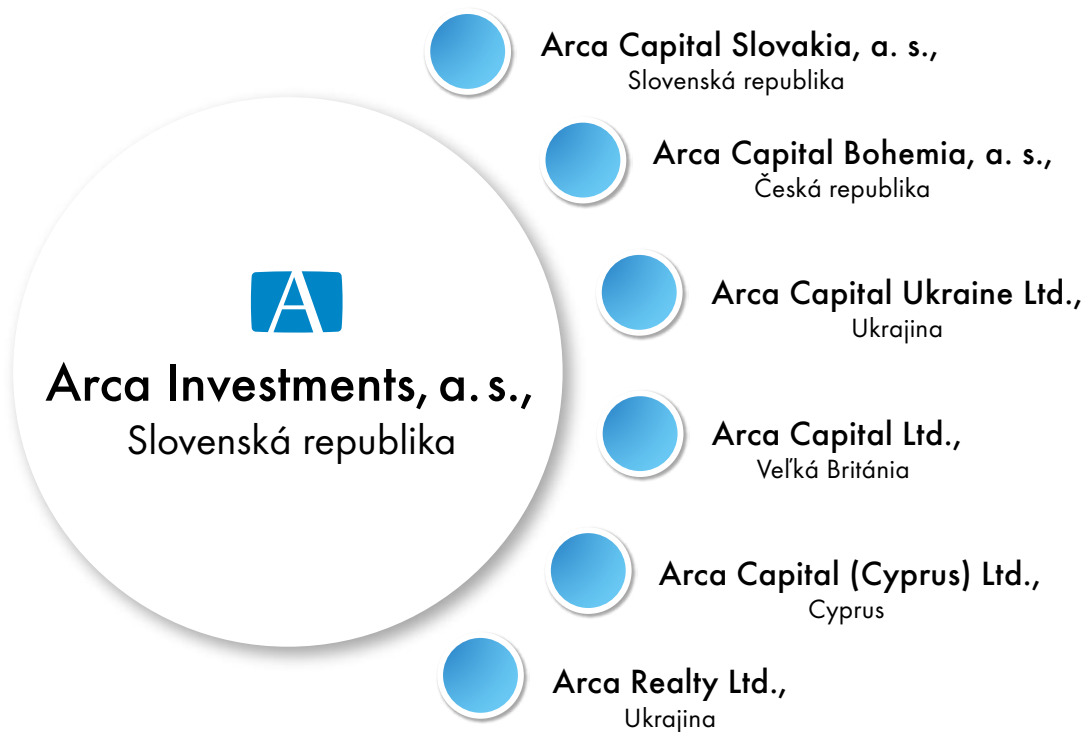 A
Arca Investments, a. s.,
Slovenská republika
Arca Capital Slovakia, a. s.,
Slovenská republika
Arca Capital Bohemia, a. s.,
Česká republika
Arca Capital Ukraine Ltd.,
Ukrajina
Arca Capital Ltd.,
Veľká Británia
Arca Capital (Cyprus) Ltd.,
Cyprus
Arca Realty Ltd.,
Ukrajina